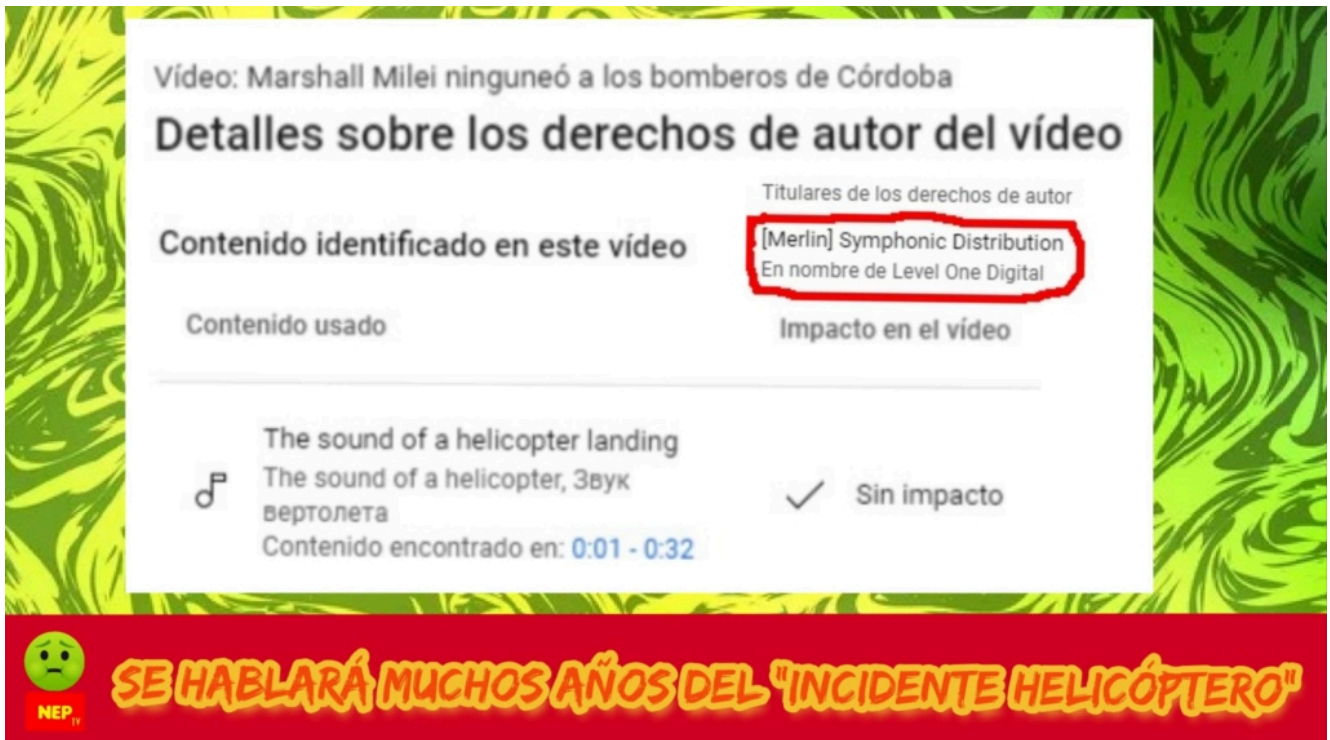 Vídeo: Marshall Milei ninguneó a los bomberos de Córdoba
Detalles sobre los derechos de autor del vídeo
Titulares de los derechos de autor
Contenido identificado en este vídeo
[Merlin] Symphonic Distribution
En nombre de Level One Digital
Contenido usado
Impacto en el vídeo
The sound of a helicopter landing
The sound of a helicopter, Звук
вертолета
Contenido encontrado en: 0:01 - 0:32
Sin impacto
SE HABLARÁ MUCHOS AÑOS DEL "INCIDENTE HELICÓPTERO"
NEP
TV